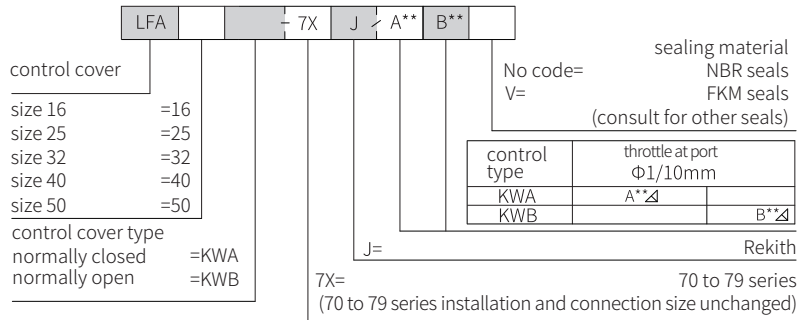 LFA - 7X J / A** B**
sealing material
No code= NBR seals
V= FKM seals
(consult for other seals)
control cover
size 16 =16
size 25 =25
size 32 =32
size 40 =40
size 50 =50
control cover type
normally closed =KWA
normally open =KWB
control type throttle at port Φ1/10mm
KWA A**⊿
KWB B**⊿
J= Rekith
7X= 70 to 79 series
(70 to 79 series installation and connection size unchanged)